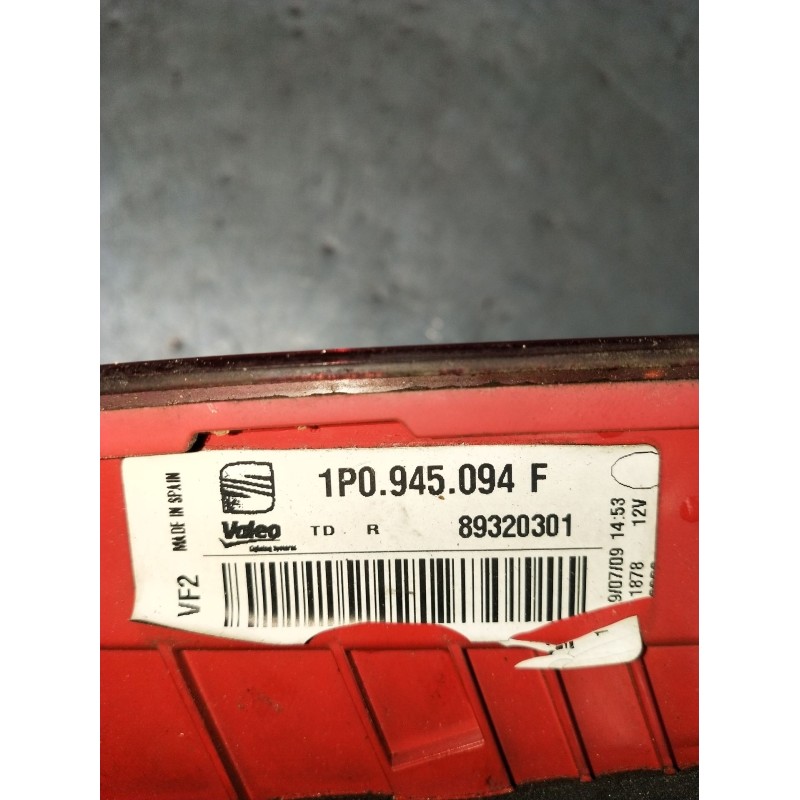 1P0.945.094 F
Valeo
Lighting Systems
TD R 89320301
MADE IN SPAIN
VF2
9/07/09 14:53
1878 12V